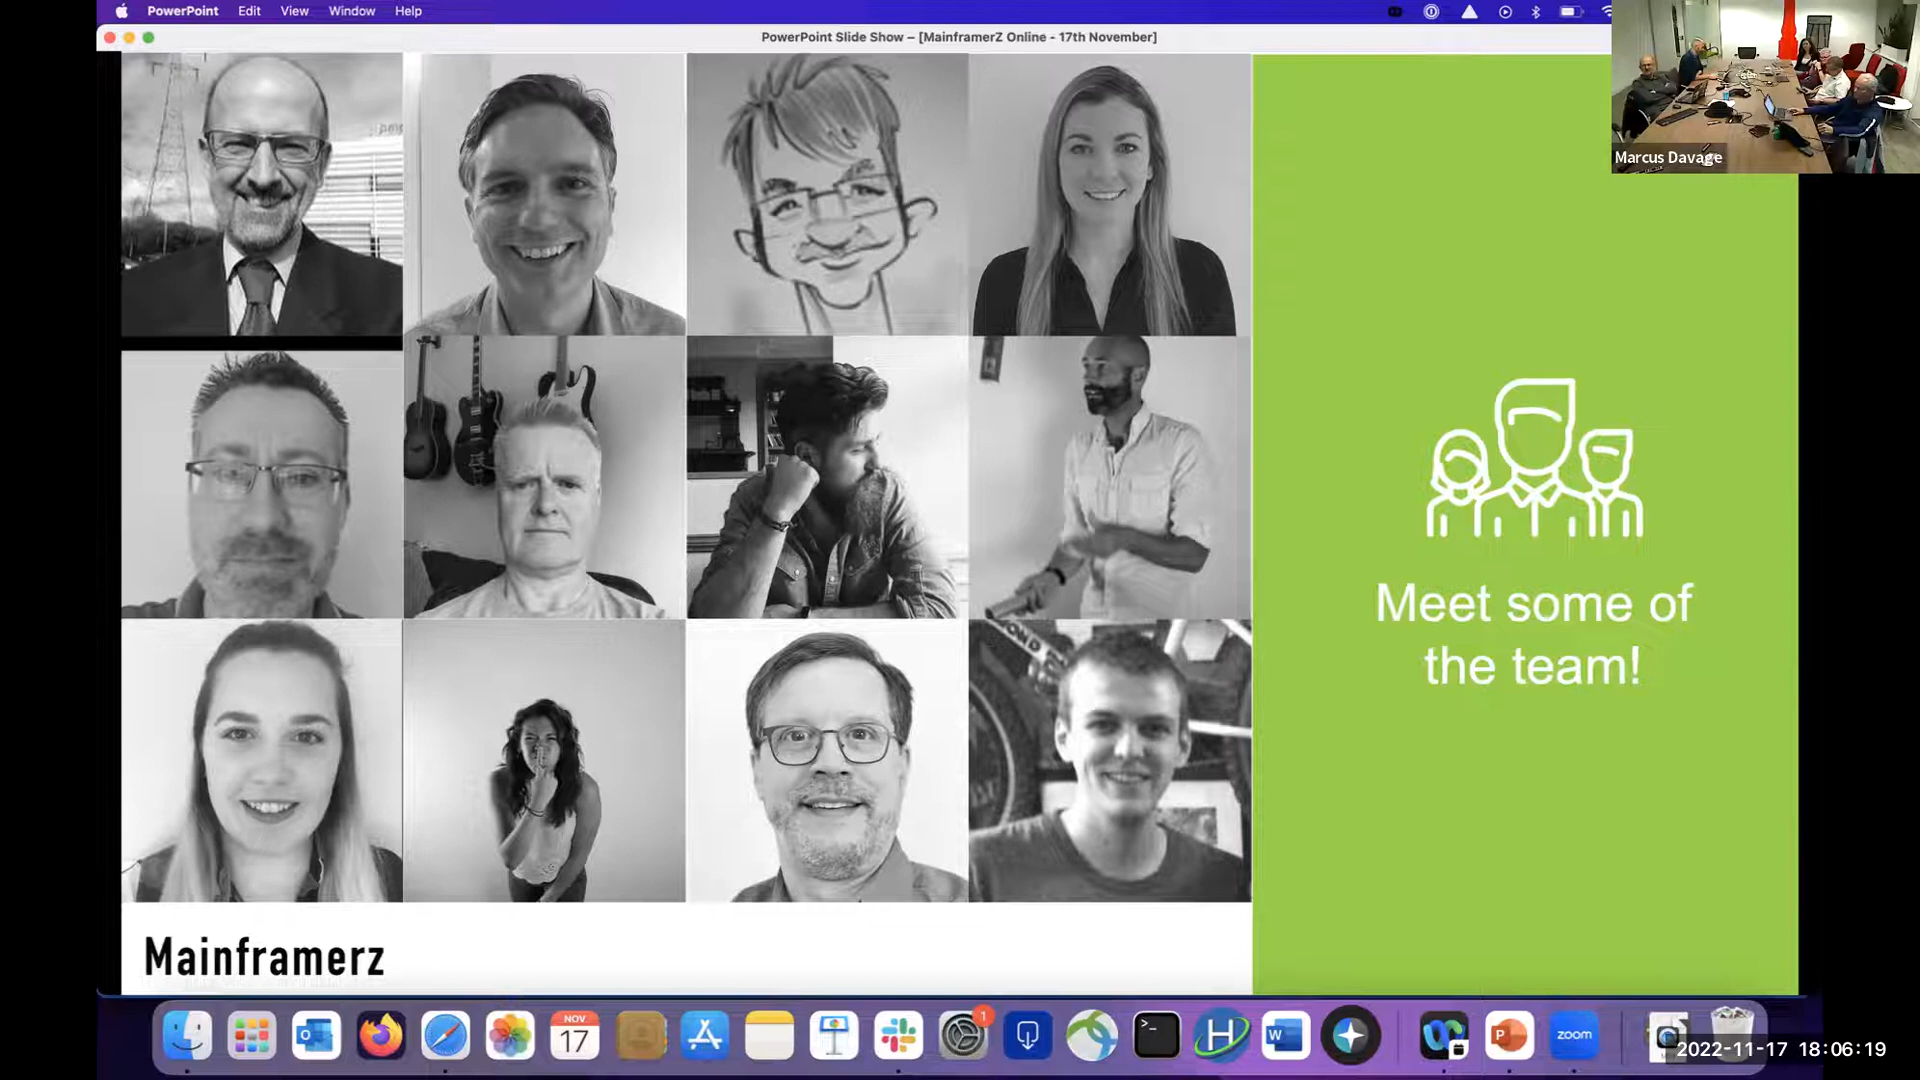 PowerPoint Edit View Window Help
PowerPoint Slide Show – [MainframerZ Online - 17th November]
Marcus Davage
Meet some of
the team!
Mainframerz
NOV
17
1
W
P
zoom
2022-11-17 18:06:19